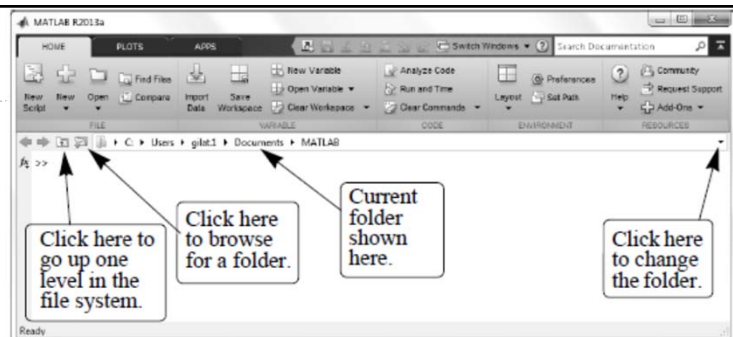 MATLAB R2013a
HOME PLOTS APPS Switch Windows Search Documentation
New Script New Open Find Files Compare Import Data Save Workspace New Variable Open Variable Clear Workspace Analyze Code Run and Time Clear Commands Layout Preferences Set Path Help Community Request Support Add-Ons
FILE VARIABLE CODE ENVIRONMENT RESOURCES
C: Users gilat.1 Documents MATLAB
fx >>
Click here to
go up one
level in the
file system.
Click here
to browse
for a folder.
Current
folder
shown
here.
Click here
to change
the folder.
Ready